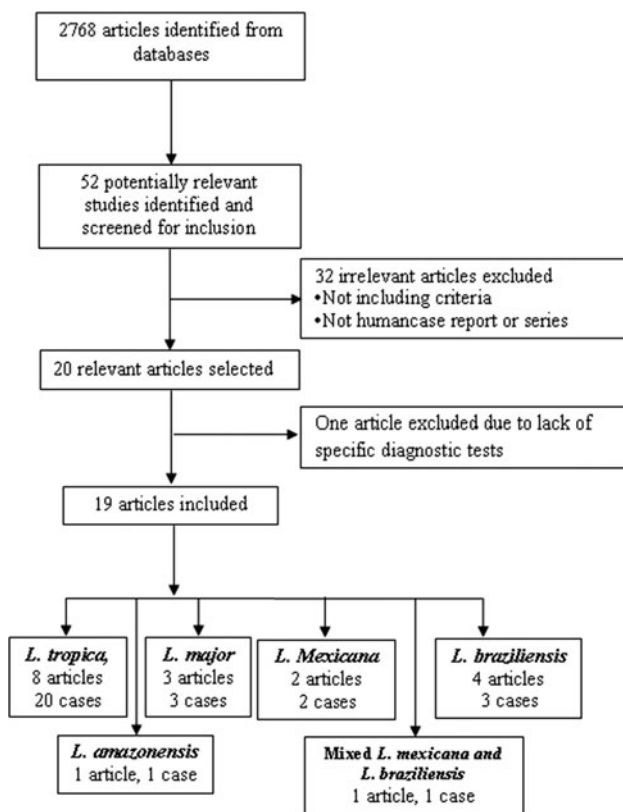 2768 articles identified from
databases
52 potentially relevant
studies identified and
screened for inclusion
32 irrelevant articles excluded
•Not including criteria
•Not humancase report or series
20 relevant articles selected
One article excluded due to lack of
specific diagnostic tests
19 articles included
L. tropica,
8 articles
20 cases
L. major
3 articles
3 cases
L. Mexicana
2 articles
2 cases
L. braziliensis
4 articles
3 cases
L. amazonensis
1 article, 1 case
Mixed L. mexicana and
L. braziliensis
1 article, 1 case